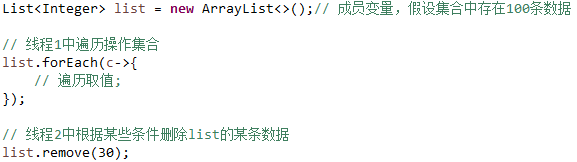 List<Integer> list = new ArrayList<>();// 成员变量，假设集合中存在100条数据
// 线程1中遍历操作集合
list.forEach(c->{
// 遍历取值;
});
// 线程2中根据某些条件删除list的某条数据
list.remove(30);